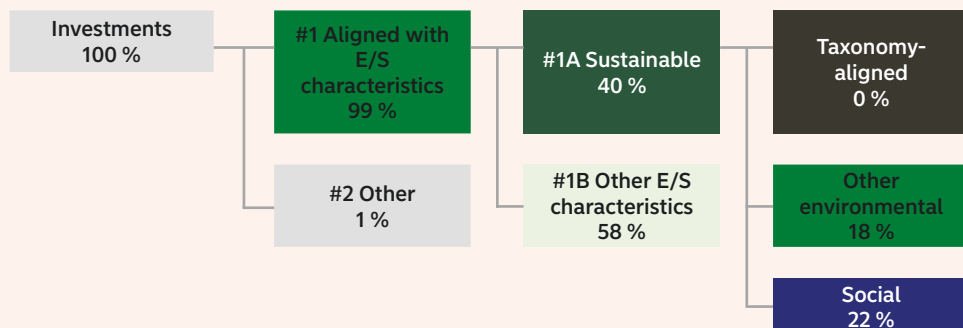 Investments
100 %
#1 Aligned with
E/S
characteristics
99 %
#2 Other
1 %
#1A Sustainable
40 %
#1B Other E/S
characteristics
58 %
Taxonomy-
aligned
0 %
Other
environmental
18 %
Social
22 %